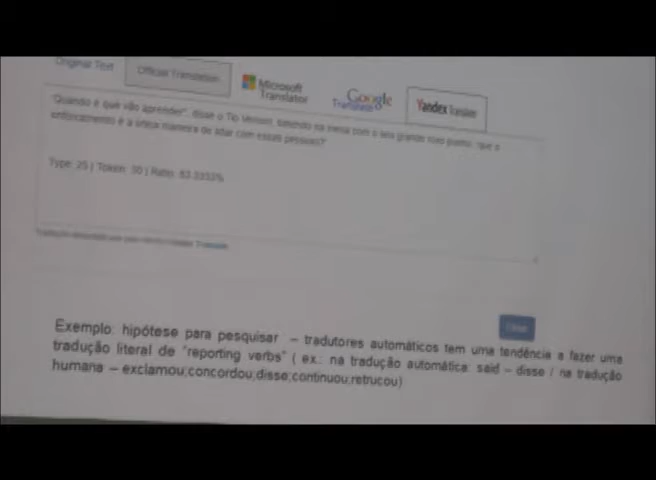 Original Text
Official Translation
Microsoft
Translator
Google
Translate
Yandex Translate
"Quando é que vão aprender", disse o Tio Vernon, batendo na mesa com o seu grande roxo punho, que o
enforcamento é a única maneira de lidar com essas pessoas?"
Type: 25 | Token: 30 | Ratio: 83.3333%
Translate
Exemplo: hipótese para pesquisar – tradutores automáticos tem uma tendência a fazer uma
tradução literal de "reporting verbs" ( ex.: na tradução automática: said – disse / na tradução
humana – exclamou;concordou;disse;continuou;retrucou)